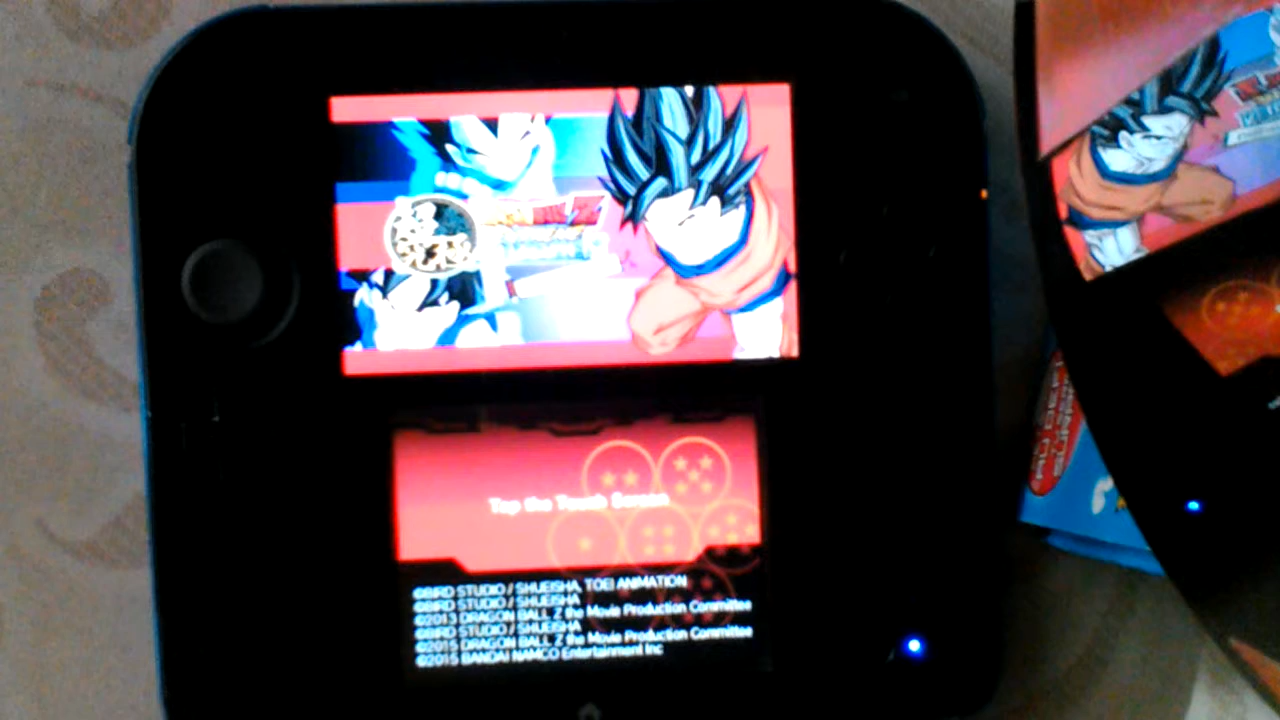 Tap the Touch Screen
©BIRD STUDIO / SHUEISHA, TOEI ANIMATION
©BIRD STUDIO / SHUEISHA
©2013 DRAGON BALL Z the Movie Production Committee
©BIRD STUDIO / SHUEISHA
©2015 DRAGON BALL Z the Movie Production Committee
©2015 BANDAI NAMCO Entertainment Inc